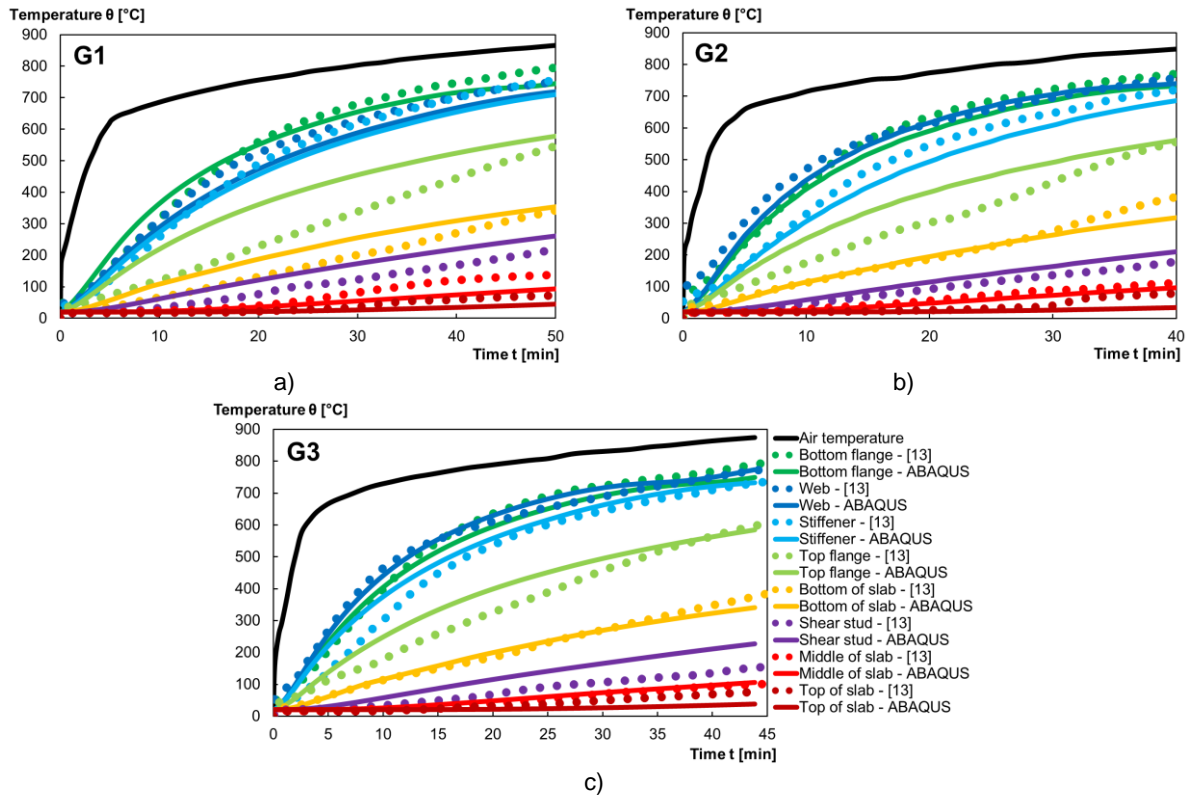 Temperature θ [°C]
900
800
700
600
500
400
300
200
100
0
G1
0 10 20 30 40 50
Time t [min]
a)
Temperature θ [°C]
900
800
700
600
500
400
300
200
100
0
G2
0 10 20 30 40
Time t [min]
b)
Temperature θ [°C]
900
800
700
600
500
400
300
200
100
0
G3
0 5 10 15 20 25 30 35 40 45
Time t [min]
Air temperature
Bottom flange - [13]
Bottom flange - ABAQUS
Web - [13]
Web - ABAQUS
Stiffener - [13]
Stiffener - ABAQUS
Top flange - [13]
Top flange - ABAQUS
Bottom of slab - [13]
Bottom of slab - ABAQUS
Shear stud - [13]
Shear stud - ABAQUS
Middle of slab - [13]
Middle of slab - ABAQUS
Top of slab - [13]
Top of slab - ABAQUS
c)